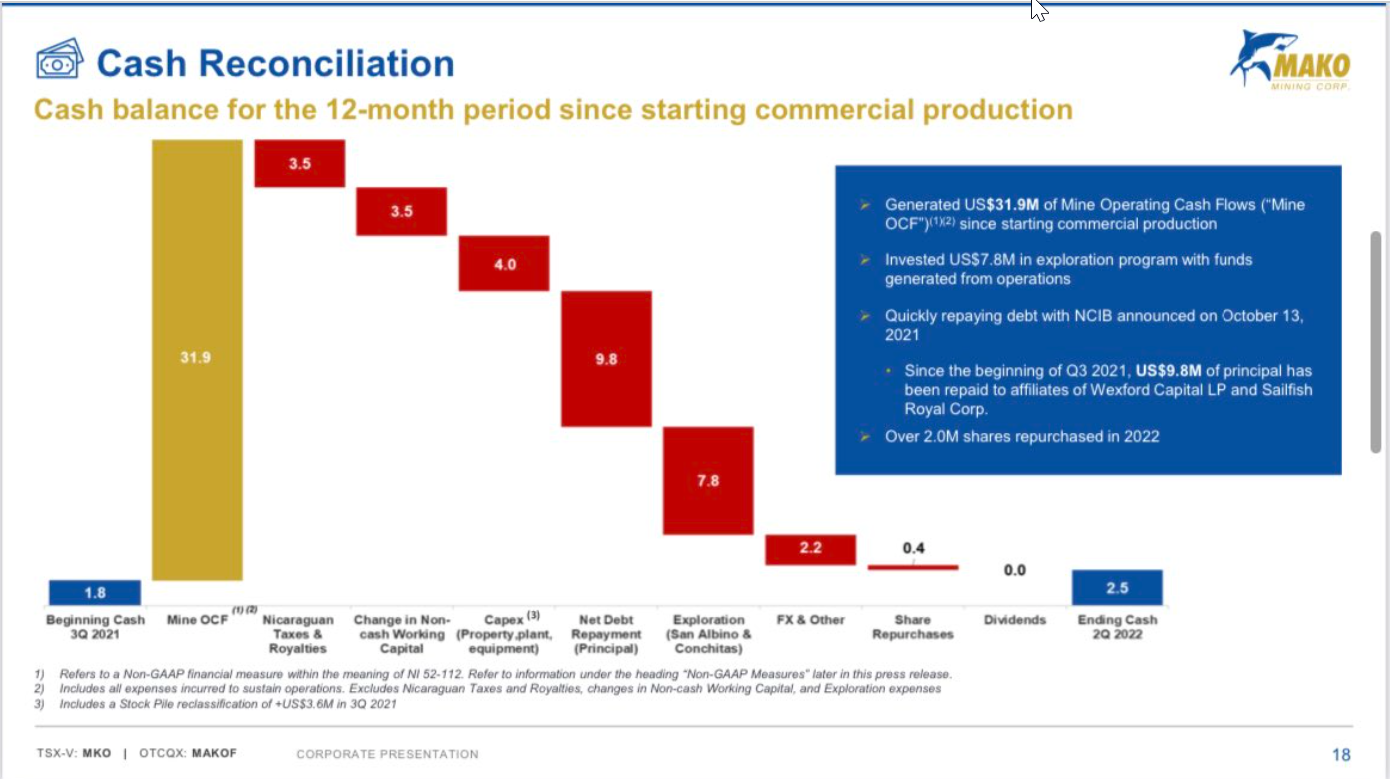 Cash Reconciliation
MAKO
MINING CORP.
Cash balance for the 12-month period since starting commercial production
31.9
3.5
3.5
4.0
9.8
7.8
2.2
0.4
0.0
1.8
2.5
Beginning Cash
3Q 2021
Mine OCF (1) (2)
Nicaraguan
Taxes &
Royalties
Change in Non-
cash Working
Capital
Capex (3)
(Property,plant,
equipment)
Net Debt
Repayment
(Principal)
Exploration
(San Albino &
Conchitas)
FX & Other
Share
Repurchases
Dividends
Ending Cash
2Q 2022
Generated US$31.9M of Mine Operating Cash Flows (“Mine
OCF”)(1)(2) since starting commercial production
Invested US$7.8M in exploration program with funds
generated from operations
Quickly repaying debt with NCIB announced on October 13,
2021
Since the beginning of Q3 2021, US$9.8M of principal has
been repaid to affiliates of Wexford Capital LP and Sailfish
Royal Corp.
Over 2.0M shares repurchased in 2022
1) Refers to a Non-GAAP financial measure within the meaning of NI 52-112. Refer to information under the heading “Non-GAAP Measures” later in this press release.
2) Includes all expenses incurred to sustain operations. Excludes Nicaraguan Taxes and Royalties, changes in Non-cash Working Capital, and Exploration expenses
3) Includes a Stock Pile reclassification of +US$3.6M in 3Q 2021
TSX-V: MKO | OTCQX: MAKOF CORPORATE PRESENTATION 18